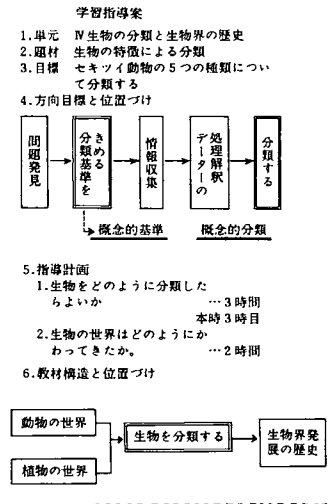 学習指導案
1.単元 Ⅳ生物の分類と生物界の歴史
2.題材 生物の特徴による分類
3.目標 セキツイ動物の5つの種類につい
て分類する
4.方向目標と位置づけ
問題発見
分類基準を
きめる
情報収集
データーの
処理解釈
分類する
概念的基準
概念的分類
5.指導計画
1.生物をどのように分類した
らよいか …3時間
本時3時目
2.生物の世界はどのようにか
わってきたか。 …2時間
6.教材構造と位置づけ
動物の世界
植物の世界
生物を分類する
生物界発
展の歴史